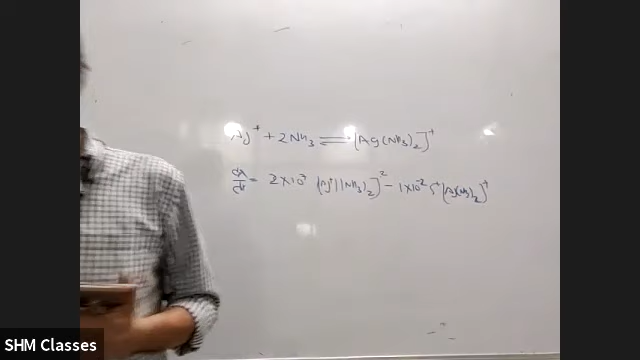 Ag⁺ + 2NH₃ ⇌ [Ag(NH₃)₂]⁺
dx/dt = 2×10⁷ [Ag⁺][NH₃)₂]² − 1×10⁻² [Ag(NH₃)₂]⁺
SHM Classes